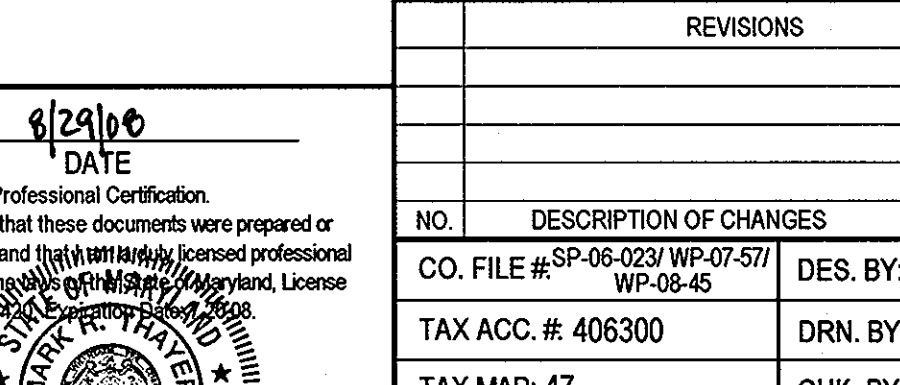 8/29/08
DATE
Professional Certification.
that these documents were prepared or
and that I am a duly licensed professional
laws of the State of Maryland, License
Expiration Date
STATE OF MARYLAND
MARK R. THAYER
REVISIONS
NO. DESCRIPTION OF CHANGES
CO. FILE #: SP-06-023/ WP-07-57/
WP-08-45
DES. BY:
TAX ACC. #: 406300
DRN. BY
TAX MAP: 47
CHK. BY